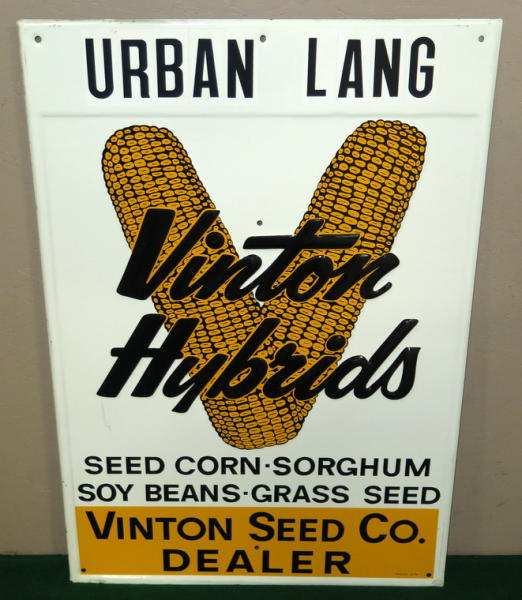 URBAN LANG
Vinton
Hybrids
SEED CORN·SORGHUM
SOY BEANS·GRASS SEED
VINTON SEED CO.
DEALER